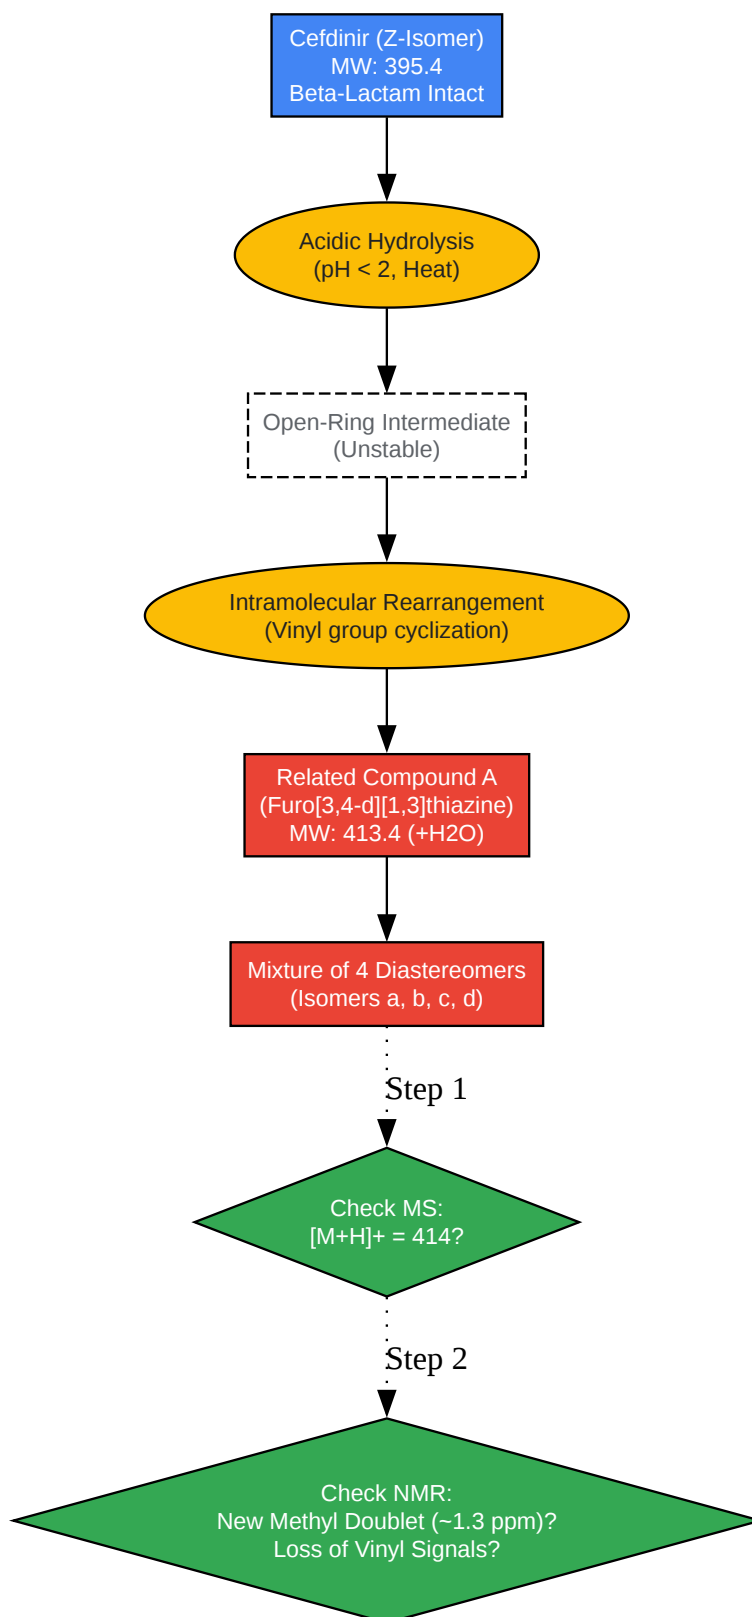 Cefdinir (Z-Isomer)
MW: 395.4
Beta-Lactam Intact
Acidic Hydrolysis
(pH < 2, Heat)
Open-Ring Intermediate
(Unstable)
Intramolecular Rearrangement
(Vinyl group cyclization)
Related Compound A
(Furo[3,4-d][1,3]thiazine)
MW: 413.4 (+H2O)
Mixture of 4 Diastereomers
(Isomers a, b, c, d)
Step 1
Check MS:
[M+H]+ = 414?
Step 2
Check NMR:
New Methyl Doublet (~1.3 ppm)?
Loss of Vinyl Signals?